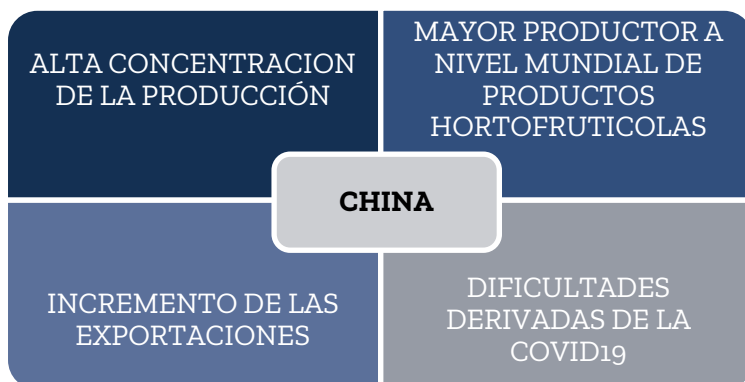 ALTA CONCENTRACION
DE LA PRODUCCIÓN
MAYOR PRODUCTOR A
NIVEL MUNDIAL DE
PRODUCTOS
HORTOFRUTICOLAS
CHINA
INCREMENTO DE LAS
EXPORTACIONES
DIFICULTADES
DERIVADAS DE LA
COVID19